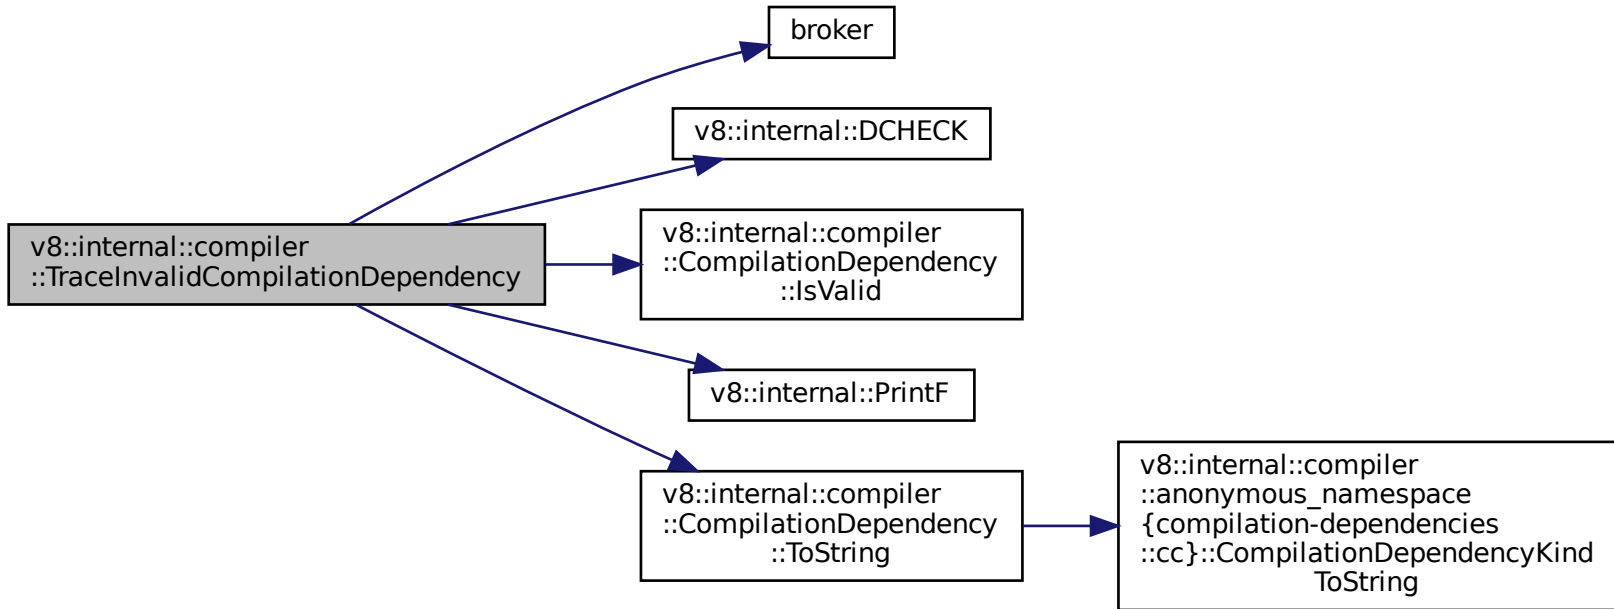 broker
v8::internal::DCHECK
v8::internal::compiler
::TraceInvalidCompilationDependency
v8::internal::compiler
::CompilationDependency
::IsValid
v8::internal::PrintF
v8::internal::compiler
::CompilationDependency
::ToString
v8::internal::compiler
::anonymous_namespace
{compilation-dependencies
::cc}::CompilationDependencyKind
ToString